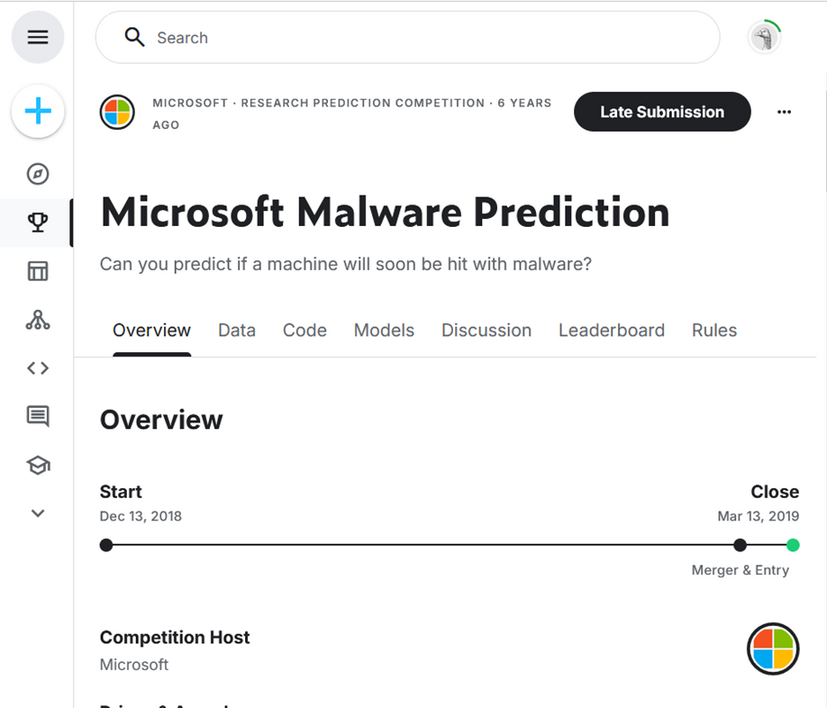 Search
MICROSOFT · RESEARCH PREDICTION COMPETITION · 6 YEARS
AGO
Late Submission
Microsoft Malware Prediction
Can you predict if a machine will soon be hit with malware?
Overview Data Code Models Discussion Leaderboard Rules
Overview
Start Close
Dec 13, 2018 Mar 13, 2019
Merger & Entry
Competition Host
Microsoft